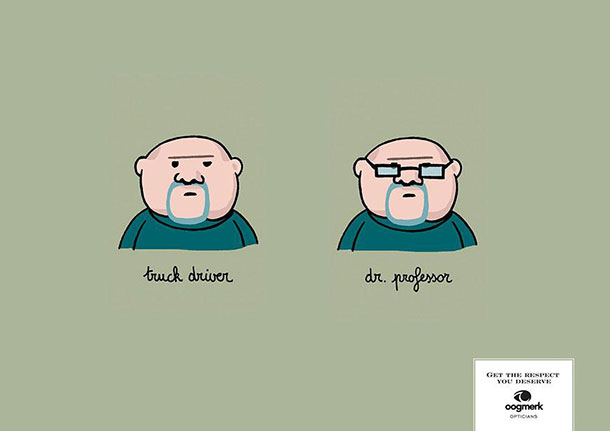 truck driver
dr. professor
GET THE RESPECT
YOU DESERVE
oogmerk
OPTICIANS